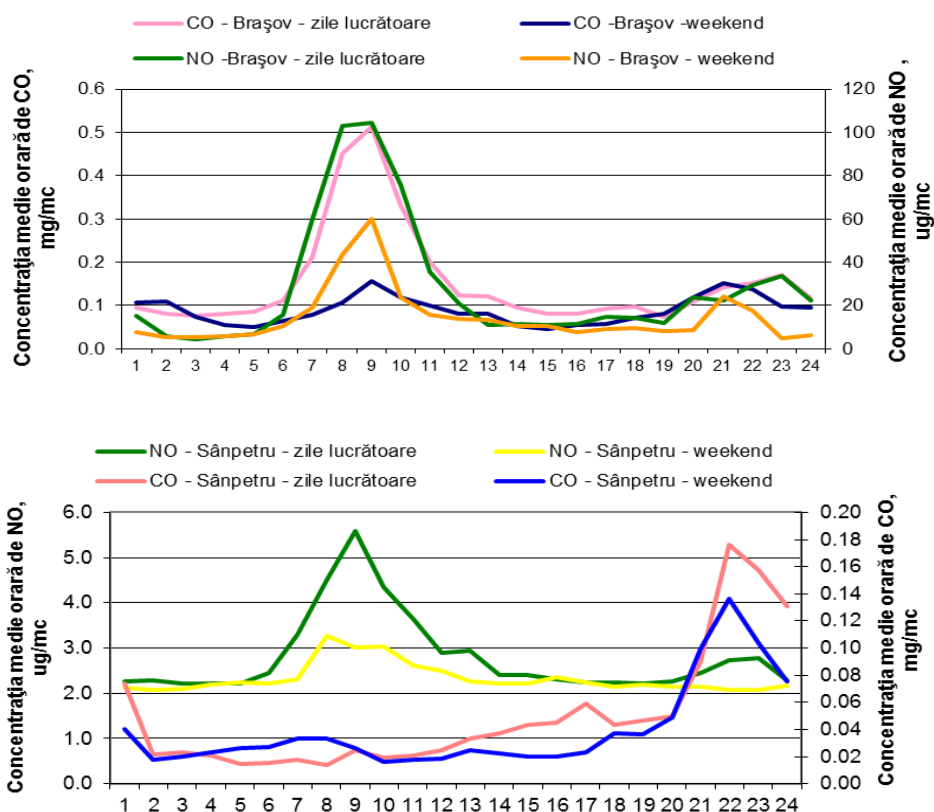 CO - Braşov - zile lucrătoare
CO -Braşov -weekend
NO -Braşov - zile lucrătoare
NO - Braşov - weekend
Concentraţia medie orară de CO,
mg/mc
0.6
0.5
0.4
0.3
0.2
0.1
0.0
120
100
80
60
40
20
0
Concentraţia medie orară de NO ,
ug/mc
1 2 3 4 5 6 7 8 9 10 11 12 13 14 15 16 17 18 19 20 21 22 23 24
NO - Sânpetru - zile lucrătoare
NO - Sânpetru - weekend
CO - Sânpetru - zile lucrătoare
CO - Sânpetru - weekend
Concentraţia medie orară de NO,
ug/mc
6.0
5.0
4.0
3.0
2.0
1.0
0.0
0.20
0.18
0.16
0.14
0.12
0.10
0.08
0.06
0.04
0.02
0.00
Concentraţia medie orară de CO,
mg/mc
1 2 3 4 5 6 7 8 9 10 11 12 13 14 15 16 17 18 19 20 21 22 23 24